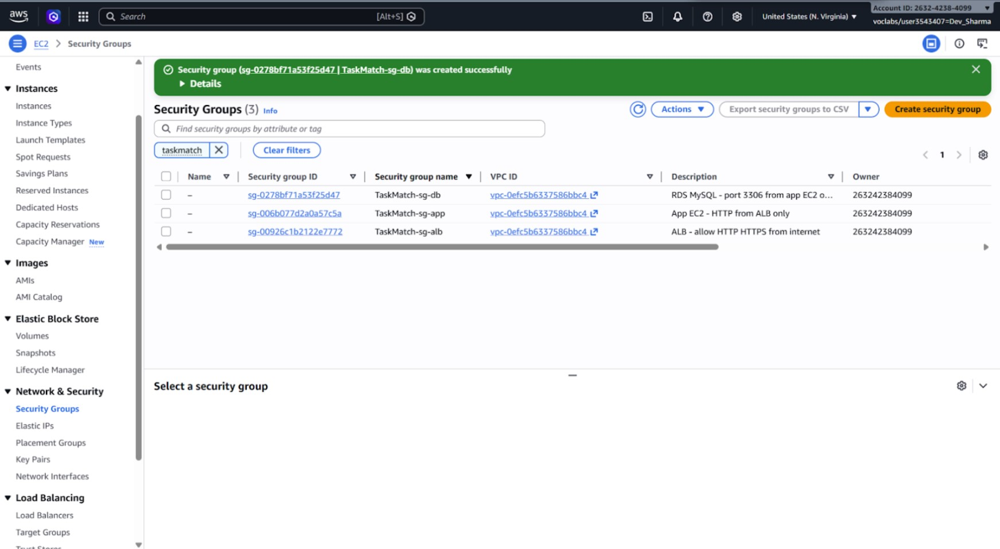 aws
Search
[Alt+S]
United States (N. Virginia)
Account ID: 2632-4238-4099
voclabs/user3543407=Dev_Sharma
EC2
Security Groups
Events
Instances
Instances
Instance Types
Launch Templates
Spot Requests
Savings Plans
Reserved Instances
Dedicated Hosts
Capacity Reservations
Capacity Manager New
Images
AMIs
AMI Catalog
Elastic Block Store
Volumes
Snapshots
Lifecycle Manager
Network & Security
Security Groups
Elastic IPs
Placement Groups
Key Pairs
Network Interfaces
Load Balancing
Load Balancers
Target Groups
Trust Stores
Security group (sg-0278bf71a53f25d47 | TaskMatch-sg-db) was created successfully
Details
Security Groups (3) Info
Actions
Export security groups to CSV
Create security group
Find security groups by attribute or tag
taskmatch
Clear filters
1
Name Security group ID Security group name VPC ID Description Owner
– sg-0278bf71a53f25d47 TaskMatch-sg-db vpc-0efc5b6337586bbc4 RDS MySQL - port 3306 from app EC2 o... 263242384099
– sg-006b077d2a0a57c5a TaskMatch-sg-app vpc-0efc5b6337586bbc4 App EC2 - HTTP from ALB only 263242384099
– sg-00926c1b2122e7772 TaskMatch-sg-alb vpc-0efc5b6337586bbc4 ALB - allow HTTP HTTPS from internet 263242384099
Select a security group